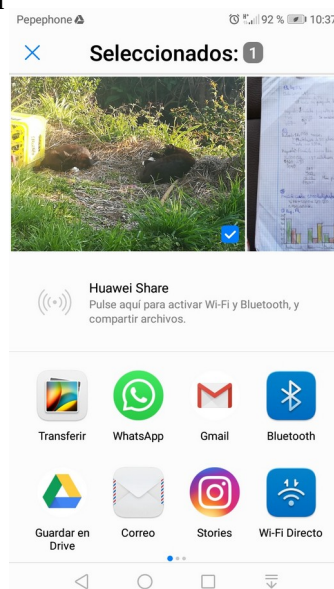 Pepephone
92 %
10:37
Seleccionados: 1
Huawei Share
Pulse aquí para activar Wi-Fi y Bluetooth, y
compartir archivos.
Transferir
WhatsApp
Gmail
Bluetooth
Guardar en
Drive
Correo
Stories
Wi-Fi Directo